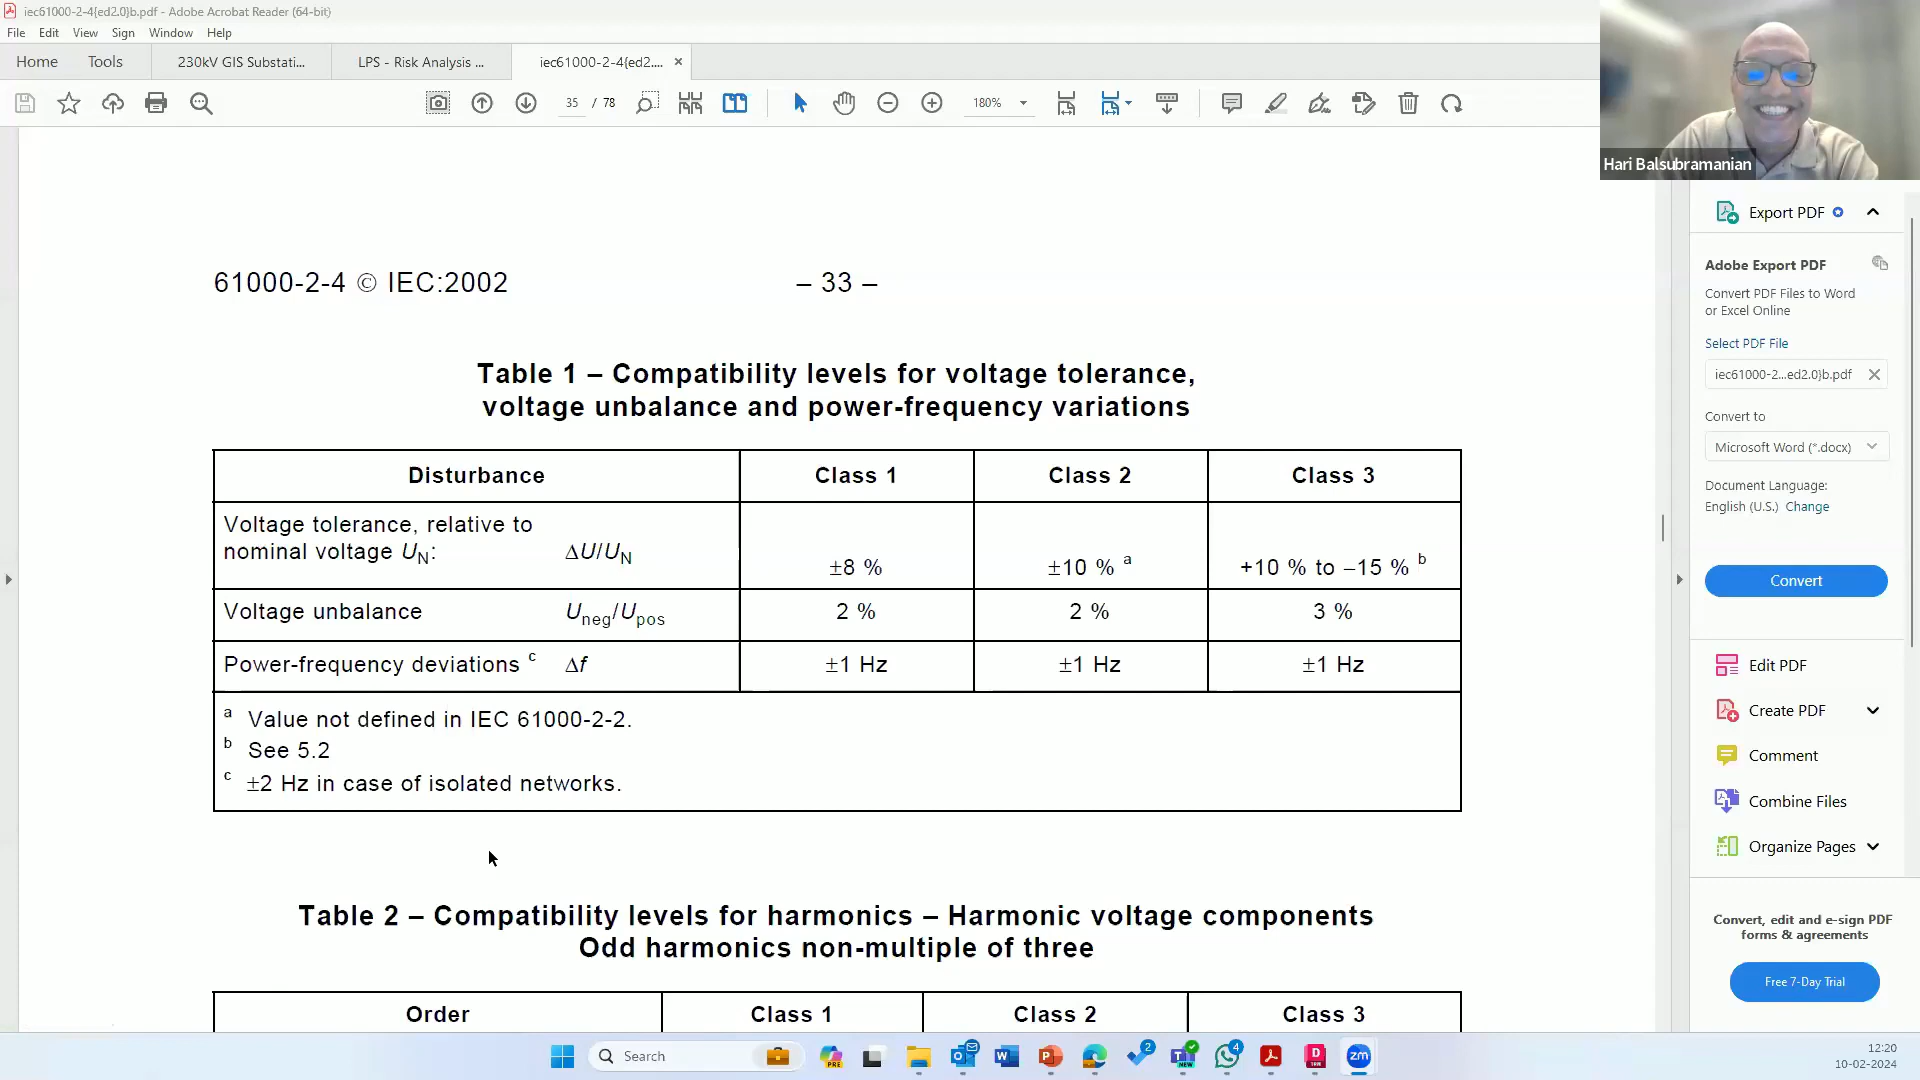 iec61000-2-4{ed2.0}b.pdf - Adobe Acrobat Reader (64-bit)
File Edit View Sign Window Help
Home Tools 230kV GIS Substati... LPS - Risk Analysis ... iec61000-2-4{ed2....
35 / 78 180%
Hari Balsubramanian
61000-2-4 © IEC:2002 – 33 –
Table 1 – Compatibility levels for voltage tolerance,
voltage unbalance and power-frequency variations
Disturbance Class 1 Class 2 Class 3
Voltage tolerance, relative to
nominal voltage UN: ΔU/UN ±8 % ±10 % a +10 % to –15 % b
Voltage unbalance Uneg/Upos 2 % 2 % 3 %
Power-frequency deviations c Δf ±1 Hz ±1 Hz ±1 Hz
a Value not defined in IEC 61000-2-2.
b See 5.2
c ±2 Hz in case of isolated networks.
Table 2 – Compatibility levels for harmonics – Harmonic voltage components
Odd harmonics non-multiple of three
Order Class 1 Class 2 Class 3
Export PDF
Adobe Export PDF
Convert PDF Files to Word
or Excel Online
Select PDF File
iec61000-2...ed2.0}b.pdf
Convert to
Microsoft Word (*.docx)
Document Language:
English (U.S.) Change
Convert
Edit PDF
Create PDF
Comment
Combine Files
Organize Pages
Convert, edit and e-sign PDF
forms & agreements
Free 7-Day Trial
Search
PRE
W
P
2
NEW
4
D
zm
12:20
10-02-2024